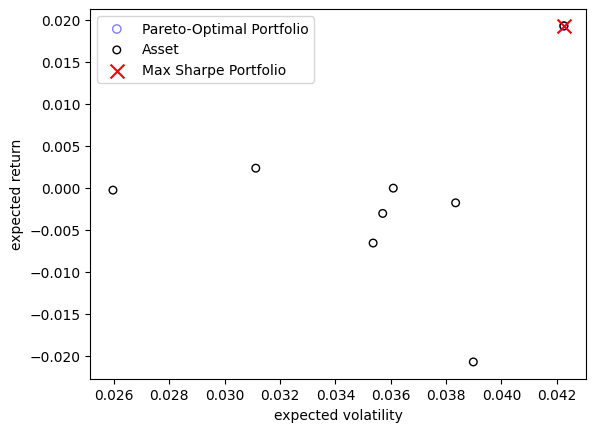 0.020
0.015
0.010
0.005
0.000
−0.005
−0.010
−0.015
−0.020
expected return
Pareto-Optimal Portfolio
Asset
Max Sharpe Portfolio
0.026 0.028 0.030 0.032 0.034 0.036 0.038 0.040 0.042
expected volatility